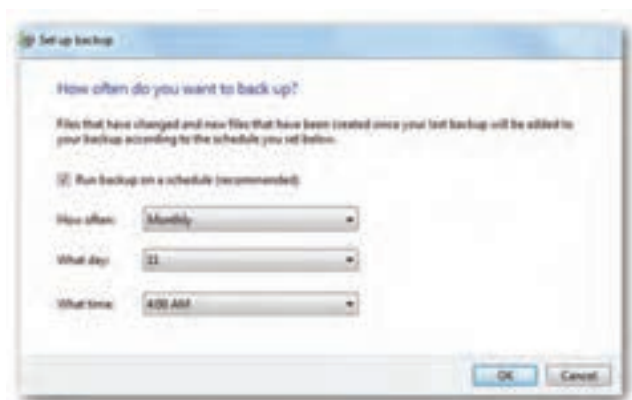 Set up backup
How often do you want to back up?
Files that have changed and new files that have been created since your last backup will be added to
your backup according to the schedule you set below.
Run backup on a schedule (recommended)
How often: Monthly
What day:
What time: 4:00 AM
OK Cancel